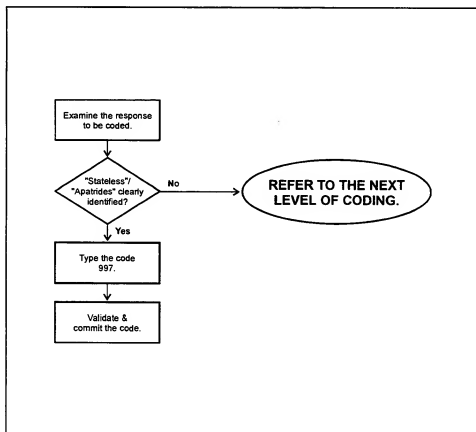 Examine the response
to be coded.
"Stateless"/
"Apatrides" clearly
identified?
No
REFER TO THE NEXT
LEVEL OF CODING.
Yes
Type the code
997.
Validate &
commit the code.